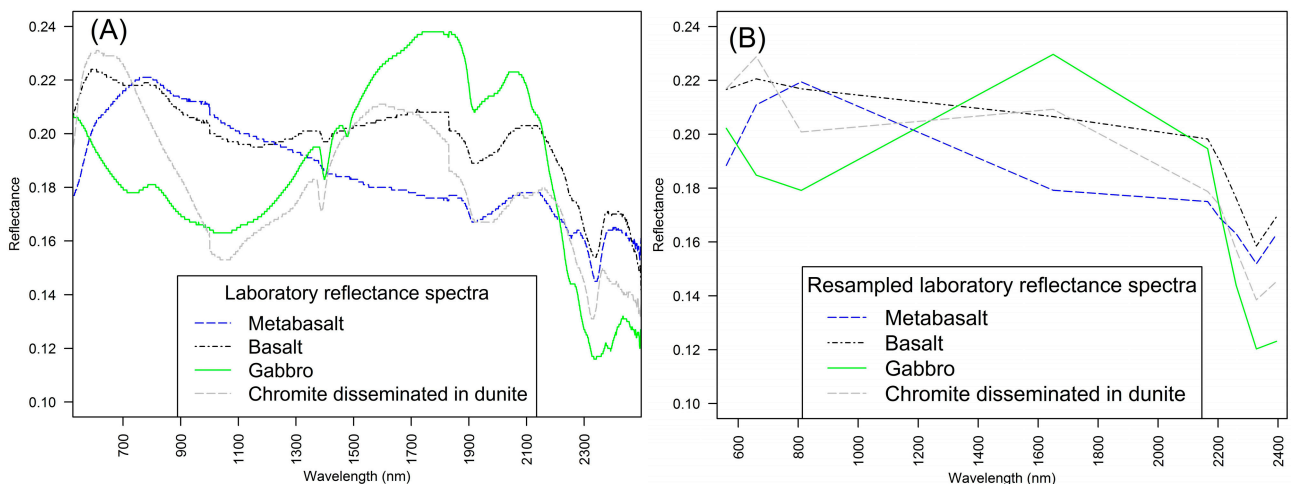 (A)
0.24
0.22
0.20
0.18
0.16
0.14
0.12
0.10
Reflectance
Laboratory reflectance spectra
Metabasalt
Basalt
Gabbro
Chromite disseminated in dunite
700
900
1100
1300
1500
1700
1900
2100
2300
Wavelength (nm)
(B)
0.24
0.22
0.20
0.18
0.16
0.14
0.12
0.10
Reflectance
Resampled laboratory reflectance spectra
Metabasalt
Basalt
Gabbro
Chromite disseminated in dunite
600
800
1000
1200
1400
1600
1800
2000
2200
2400
Wavelength (nm)